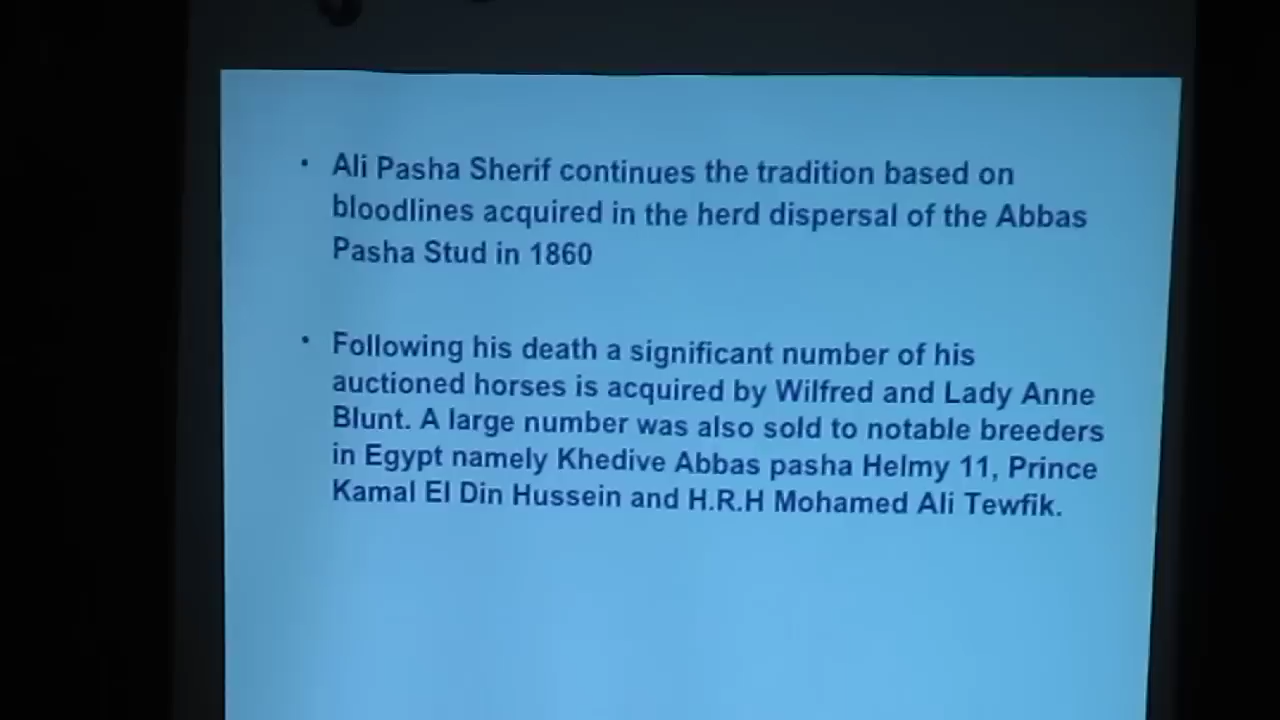 • Ali Pasha Sherif continues the tradition based on
bloodlines acquired in the herd dispersal of the Abbas
Pasha Stud in 1860
• Following his death a significant number of his
auctioned horses is acquired by Wilfred and Lady Anne
Blunt. A large number was also sold to notable breeders
in Egypt namely Khedive Abbas pasha Helmy 11, Prince
Kamal El Din Hussein and H.R.H Mohamed Ali Tewfik.